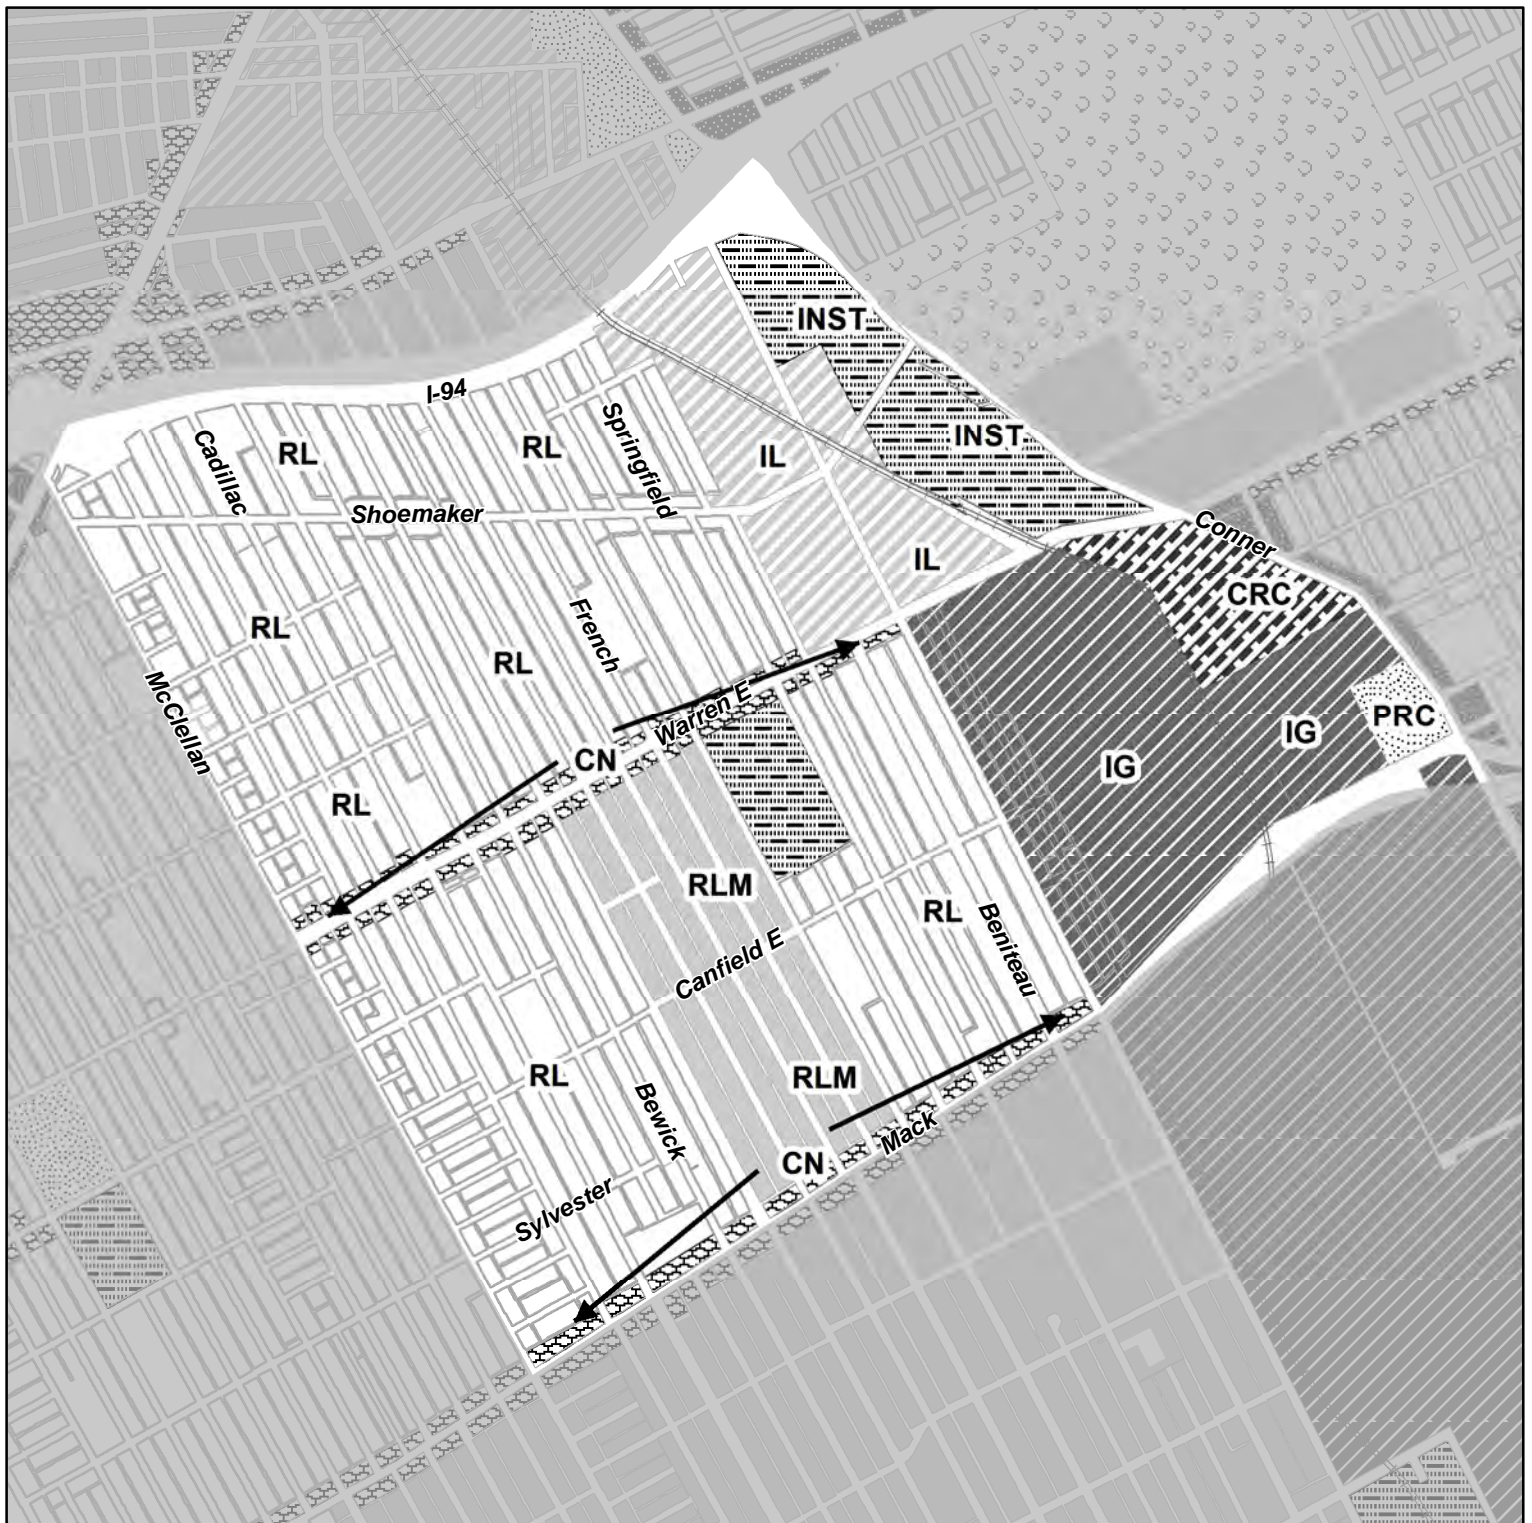 INST
I-94
Cadillac
RL
RL
Springfield
IL
INST
Shoemaker
Conner
IL
CRC
RL
French
RL
McClellan
Warren E
PRC
IG
CN
IG
RL
RLM
RL
Beniteau
Canfield E
RL
RLM
Bewick
Mack
CN
Sylvester